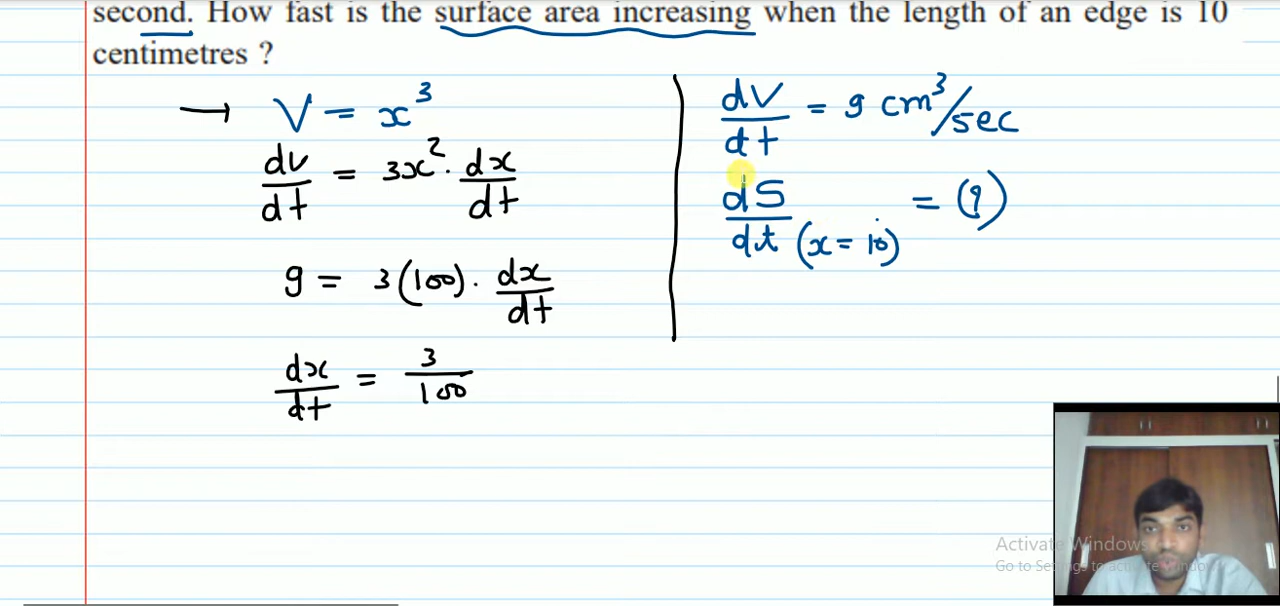 second. How fast is the surface area increasing when the length of an edge is 10
centimetres ?
→ V = x³
dv/dt = 3x² · dx/dt
9 = 3(100) · dx/dt
dx/dt = 3/100
dV/dt = 9 cm³/sec
dS/dt (x = 10) = (?)
Activate Windows
Go to Settings to activate Windows.